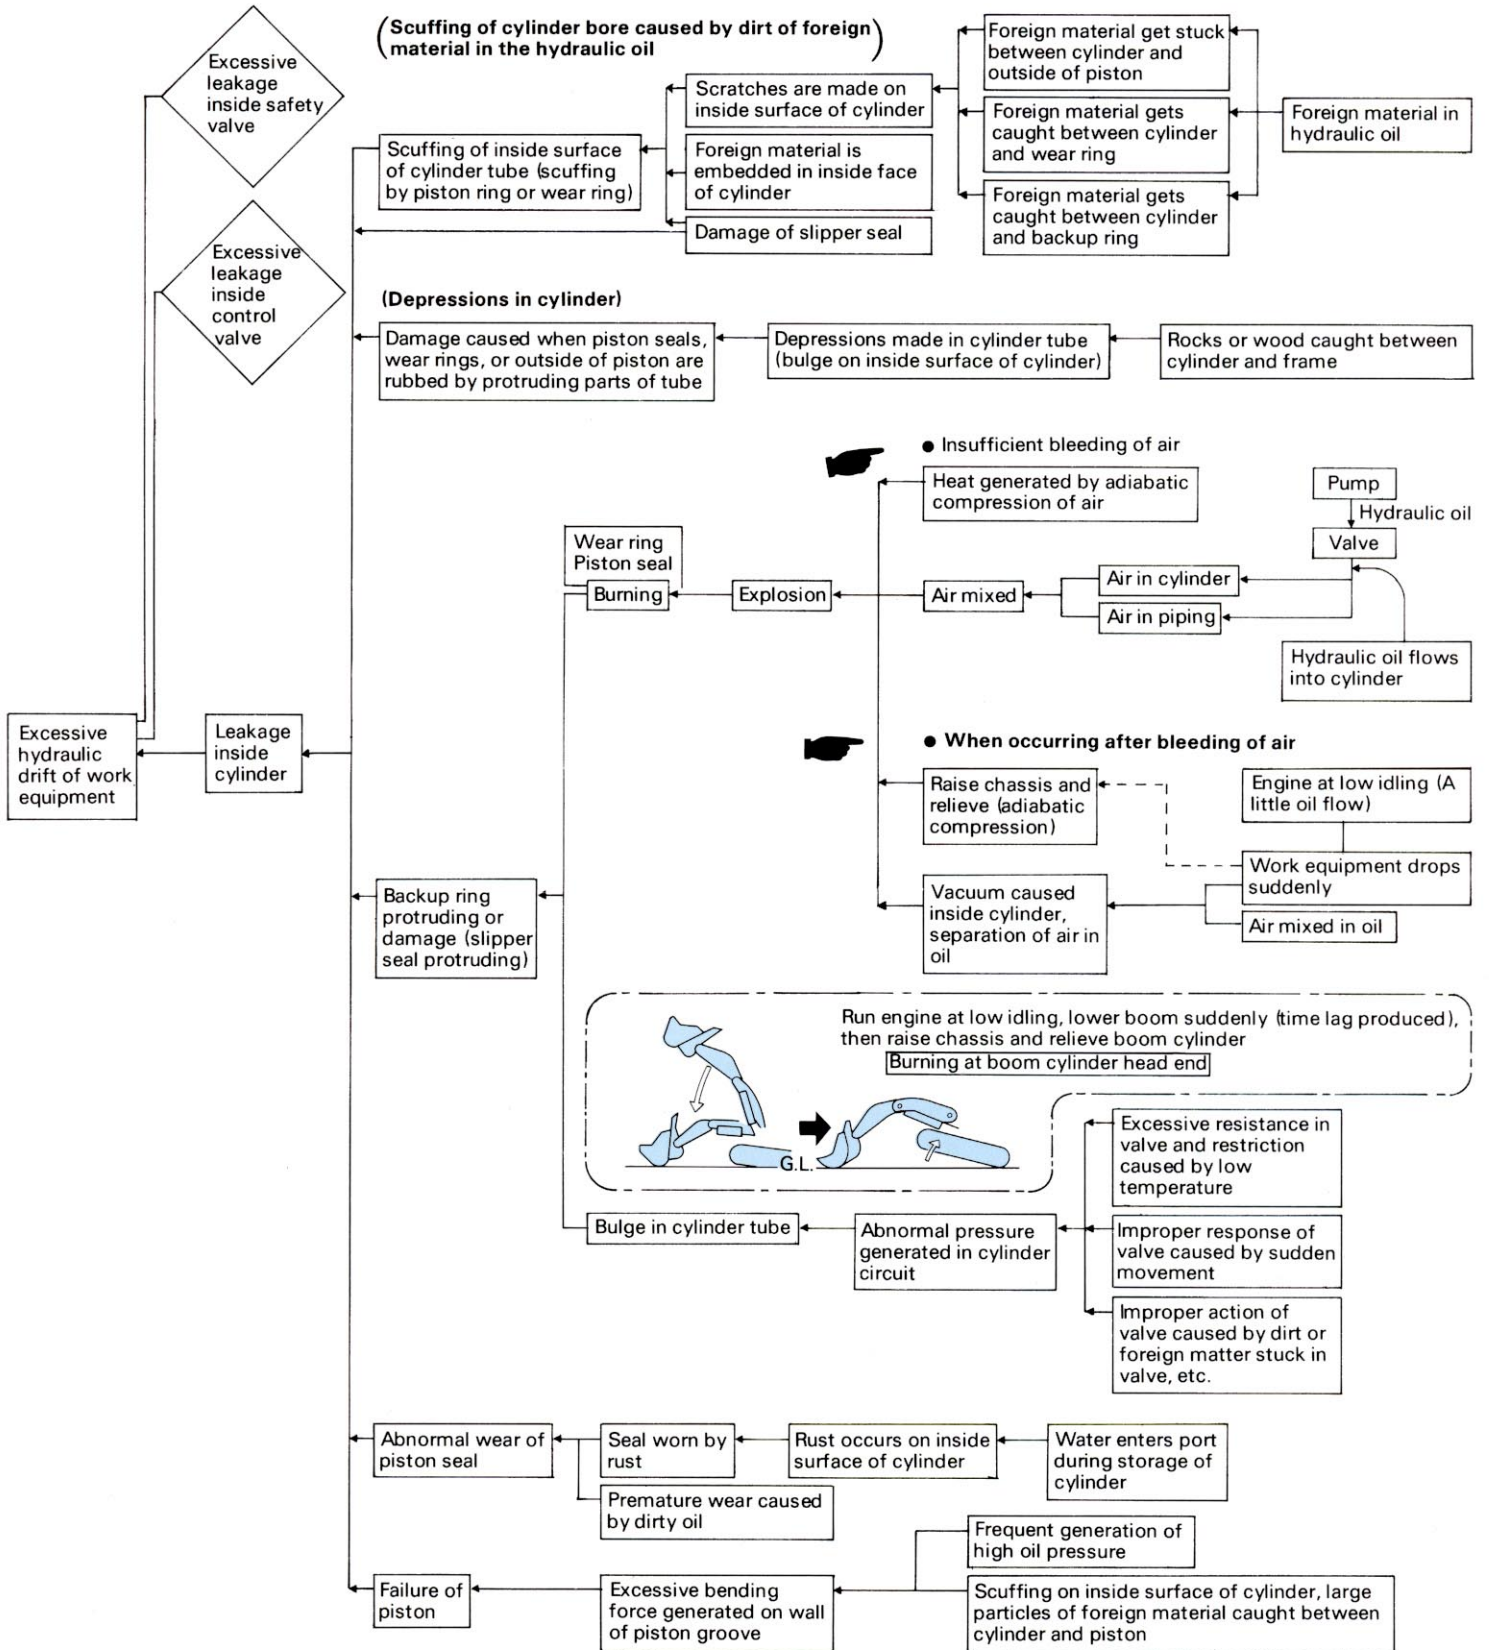 Excessive
leakage
inside safety
valve
(Scuffing of cylinder bore caused by dirt of foreign
material in the hydraulic oil)
Scuffing of inside surface
of cylinder tube (scuffing
by piston ring or wear ring)
Scratches are made on
inside surface of cylinder
Foreign material is
embedded in inside face
of cylinder
Damage of slipper seal
Foreign material get stuck
between cylinder and
outside of piston
Foreign material gets
caught between cylinder
and wear ring
Foreign material gets
caught between cylinder
and backup ring
Foreign material in
hydraulic oil
Excessive
leakage
inside
control
valve
(Depressions in cylinder)
Damage caused when piston seals,
wear rings, or outside of piston are
rubbed by protruding parts of tube
Depressions made in cylinder tube
(bulge on inside surface of cylinder)
Rocks or wood caught between
cylinder and frame
● Insufficient bleeding of air
Heat generated by adiabatic
compression of air
Pump
Hydraulic oil
Valve
Wear ring
Piston seal
Burning
Explosion
Air mixed
Air in cylinder
Air in piping
Hydraulic oil flows
into cylinder
Excessive
hydraulic
drift of work
equipment
Leakage
inside
cylinder
● When occurring after bleeding of air
Raise chassis and
relieve (adiabatic
compression)
Engine at low idling (A
little oil flow)
Work equipment drops
suddenly
Air mixed in oil
Vacuum caused
inside cylinder,
separation of air in
oil
Backup ring
protruding or
damage (slipper
seal protruding)
Run engine at low idling, lower boom suddenly (time lag produced),
then raise chassis and relieve boom cylinder
Burning at boom cylinder head end
G.L.
Bulge in cylinder tube
Abnormal pressure
generated in cylinder
circuit
Excessive resistance in
valve and restriction
caused by low
temperature
Improper response of
valve caused by sudden
movement
Improper action of
valve caused by dirt or
foreign matter stuck in
valve, etc.
Abnormal wear of
piston seal
Seal worn by
rust
Rust occurs on inside
surface of cylinder
Water enters port
during storage of
cylinder
Premature wear caused
by dirty oil
Failure of
piston
Excessive bending
force generated on wall
of piston groove
Frequent generation of
high oil pressure
Scuffing on inside surface of cylinder, large
particles of foreign material caught between
cylinder and piston